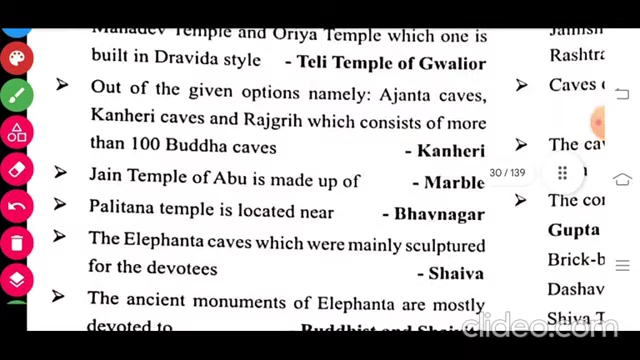 Mahadev Temple and Oriya Temple which one is
built in Dravida style - Teli Temple of Gwalior
➤ Out of the given options namely: Ajanta caves,
Kanheri caves and Rajgrih which consists of more
than 100 Buddha caves - Kanheri
➤ Jain Temple of Abu is made up of - Marble
➤ Palitana temple is located near - Bhavnagar
➤ The Elephanta caves which were mainly sculptured
for the devotees - Shaiva
➤ The ancient monuments of Elephanta are mostly
devoted to Buddhist and
Rashtra
➤ Caves
➤ The
30 / 139
➤ The
Gupta
Brick-b
Dashav
Shiva T
clideo.com